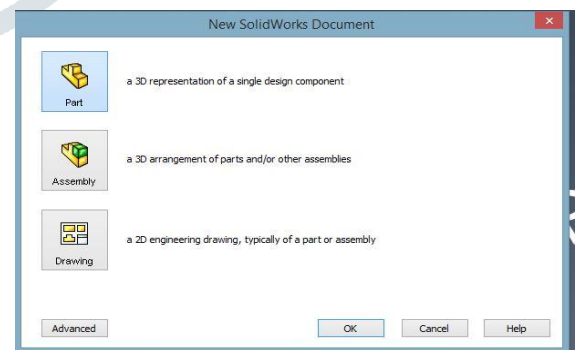 New SolidWorks Document
Part
a 3D representation of a single design component
Assembly
a 3D arrangement of parts and/or other assemblies
Drawing
a 2D engineering drawing, typically of a part or assembly
Advanced OK Cancel Help